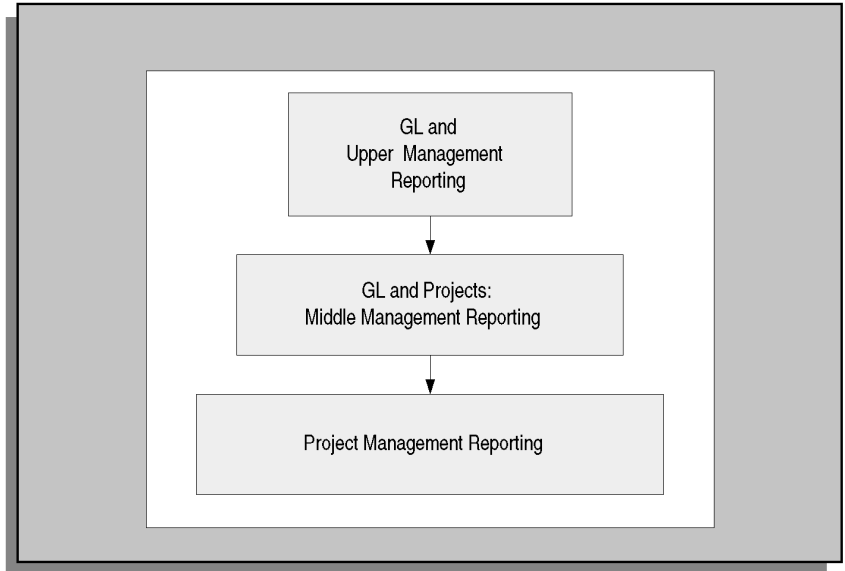 GL and
Upper Management
Reporting
GL and Projects:
Middle Management Reporting
Project Management Reporting